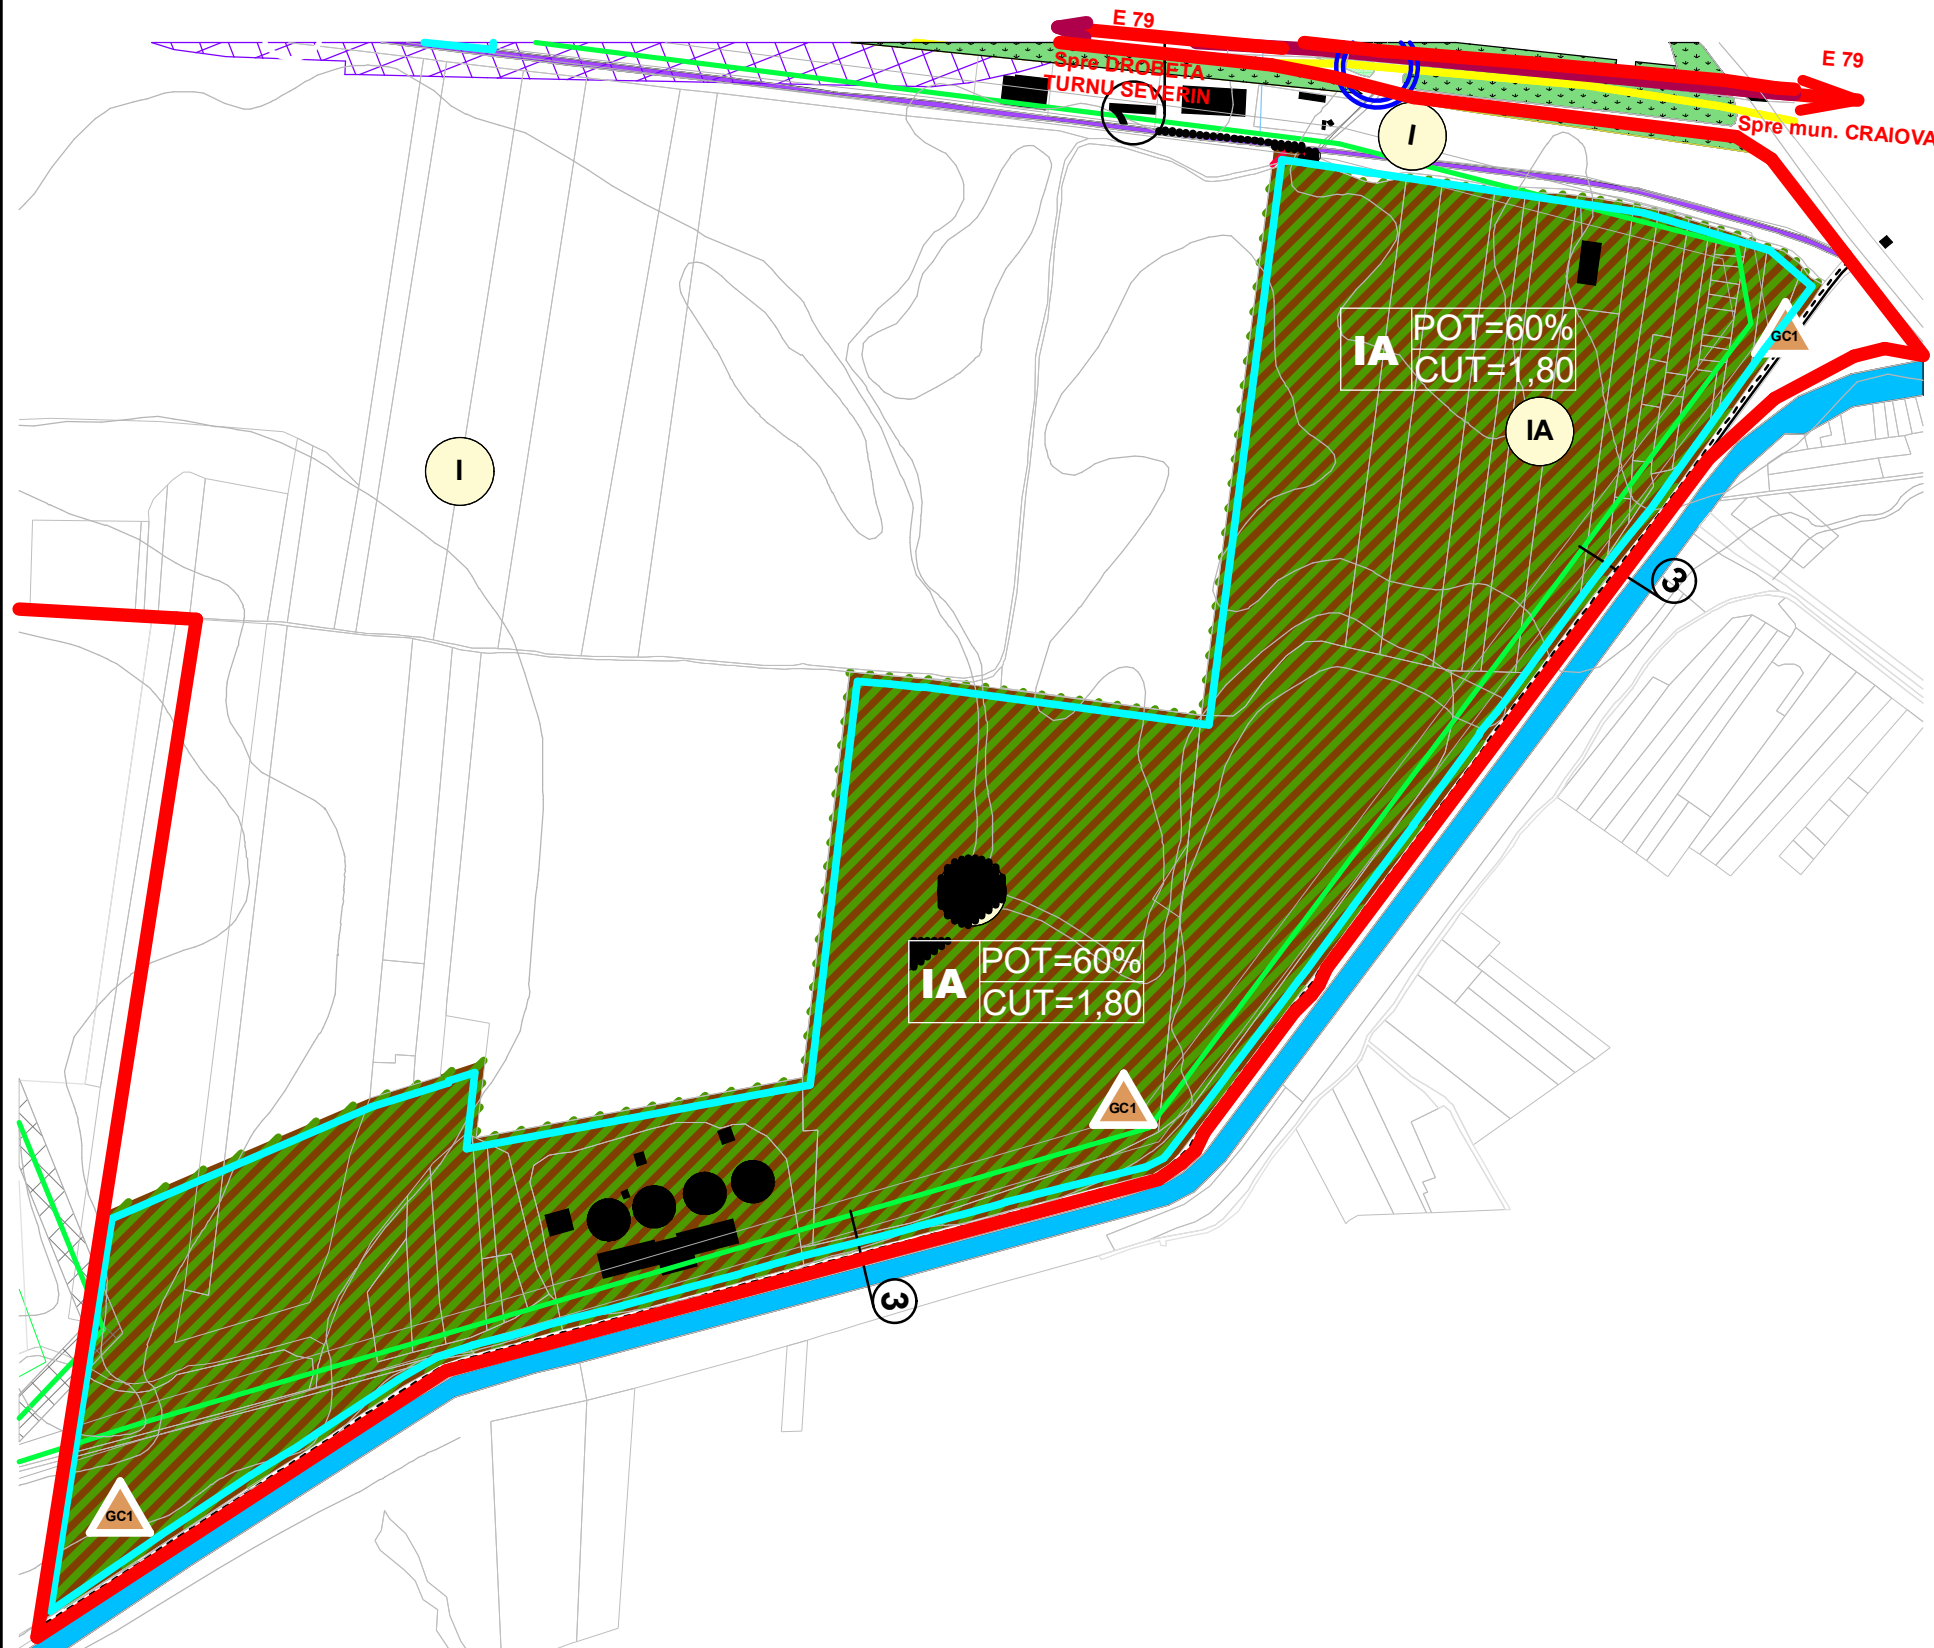 E 79
E 79
Spre DROBETA
TURNU SEVERIN
Spre mun. CRAIOVA
1
I
GC1
IA
POT=60%
CUT=1,80
IA
I
3
IA
POT=60%
CUT=1,80
GC1
3
GC1